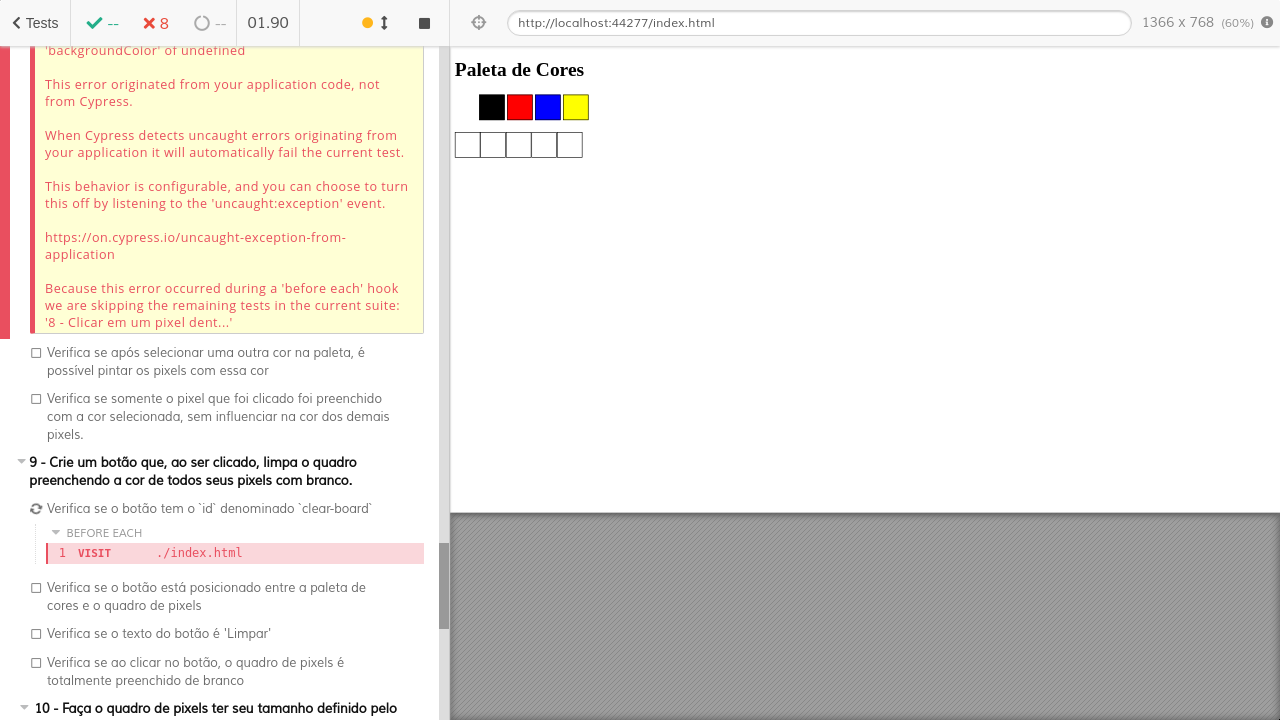 Tests
--
8
--
01.90
http://localhost:44277/index.html
1366 x 768 (60%)
'backgroundColor' of undefined
This error originated from your application code, not
from Cypress.
When Cypress detects uncaught errors originating from
your application it will automatically fail the current test.
This behavior is configurable, and you can choose to turn
this off by listening to the 'uncaught:exception' event.
https://on.cypress.io/uncaught-exception-from-
application
Because this error occurred during a 'before each' hook
we are skipping the remaining tests in the current suite:
'8 - Clicar em um pixel dent...'
Verifica se após selecionar uma outra cor na paleta, é
possível pintar os pixels com essa cor
Verifica se somente o pixel que foi clicado foi preenchido
com a cor selecionada, sem influenciar na cor dos demais
pixels.
9 - Crie um botão que, ao ser clicado, limpa o quadro
preenchendo a cor de todos seus pixels com branco.
Verifica se o botão tem o `id` denominado `clear-board`
BEFORE EACH
1 VISIT ./index.html
Verifica se o botão está posicionado entre a paleta de
cores e o quadro de pixels
Verifica se o texto do botão é 'Limpar'
Verifica se ao clicar no botão, o quadro de pixels é
totalmente preenchido de branco
10 - Faça o quadro de pixels ter seu tamanho definido pelo
Paleta de Cores